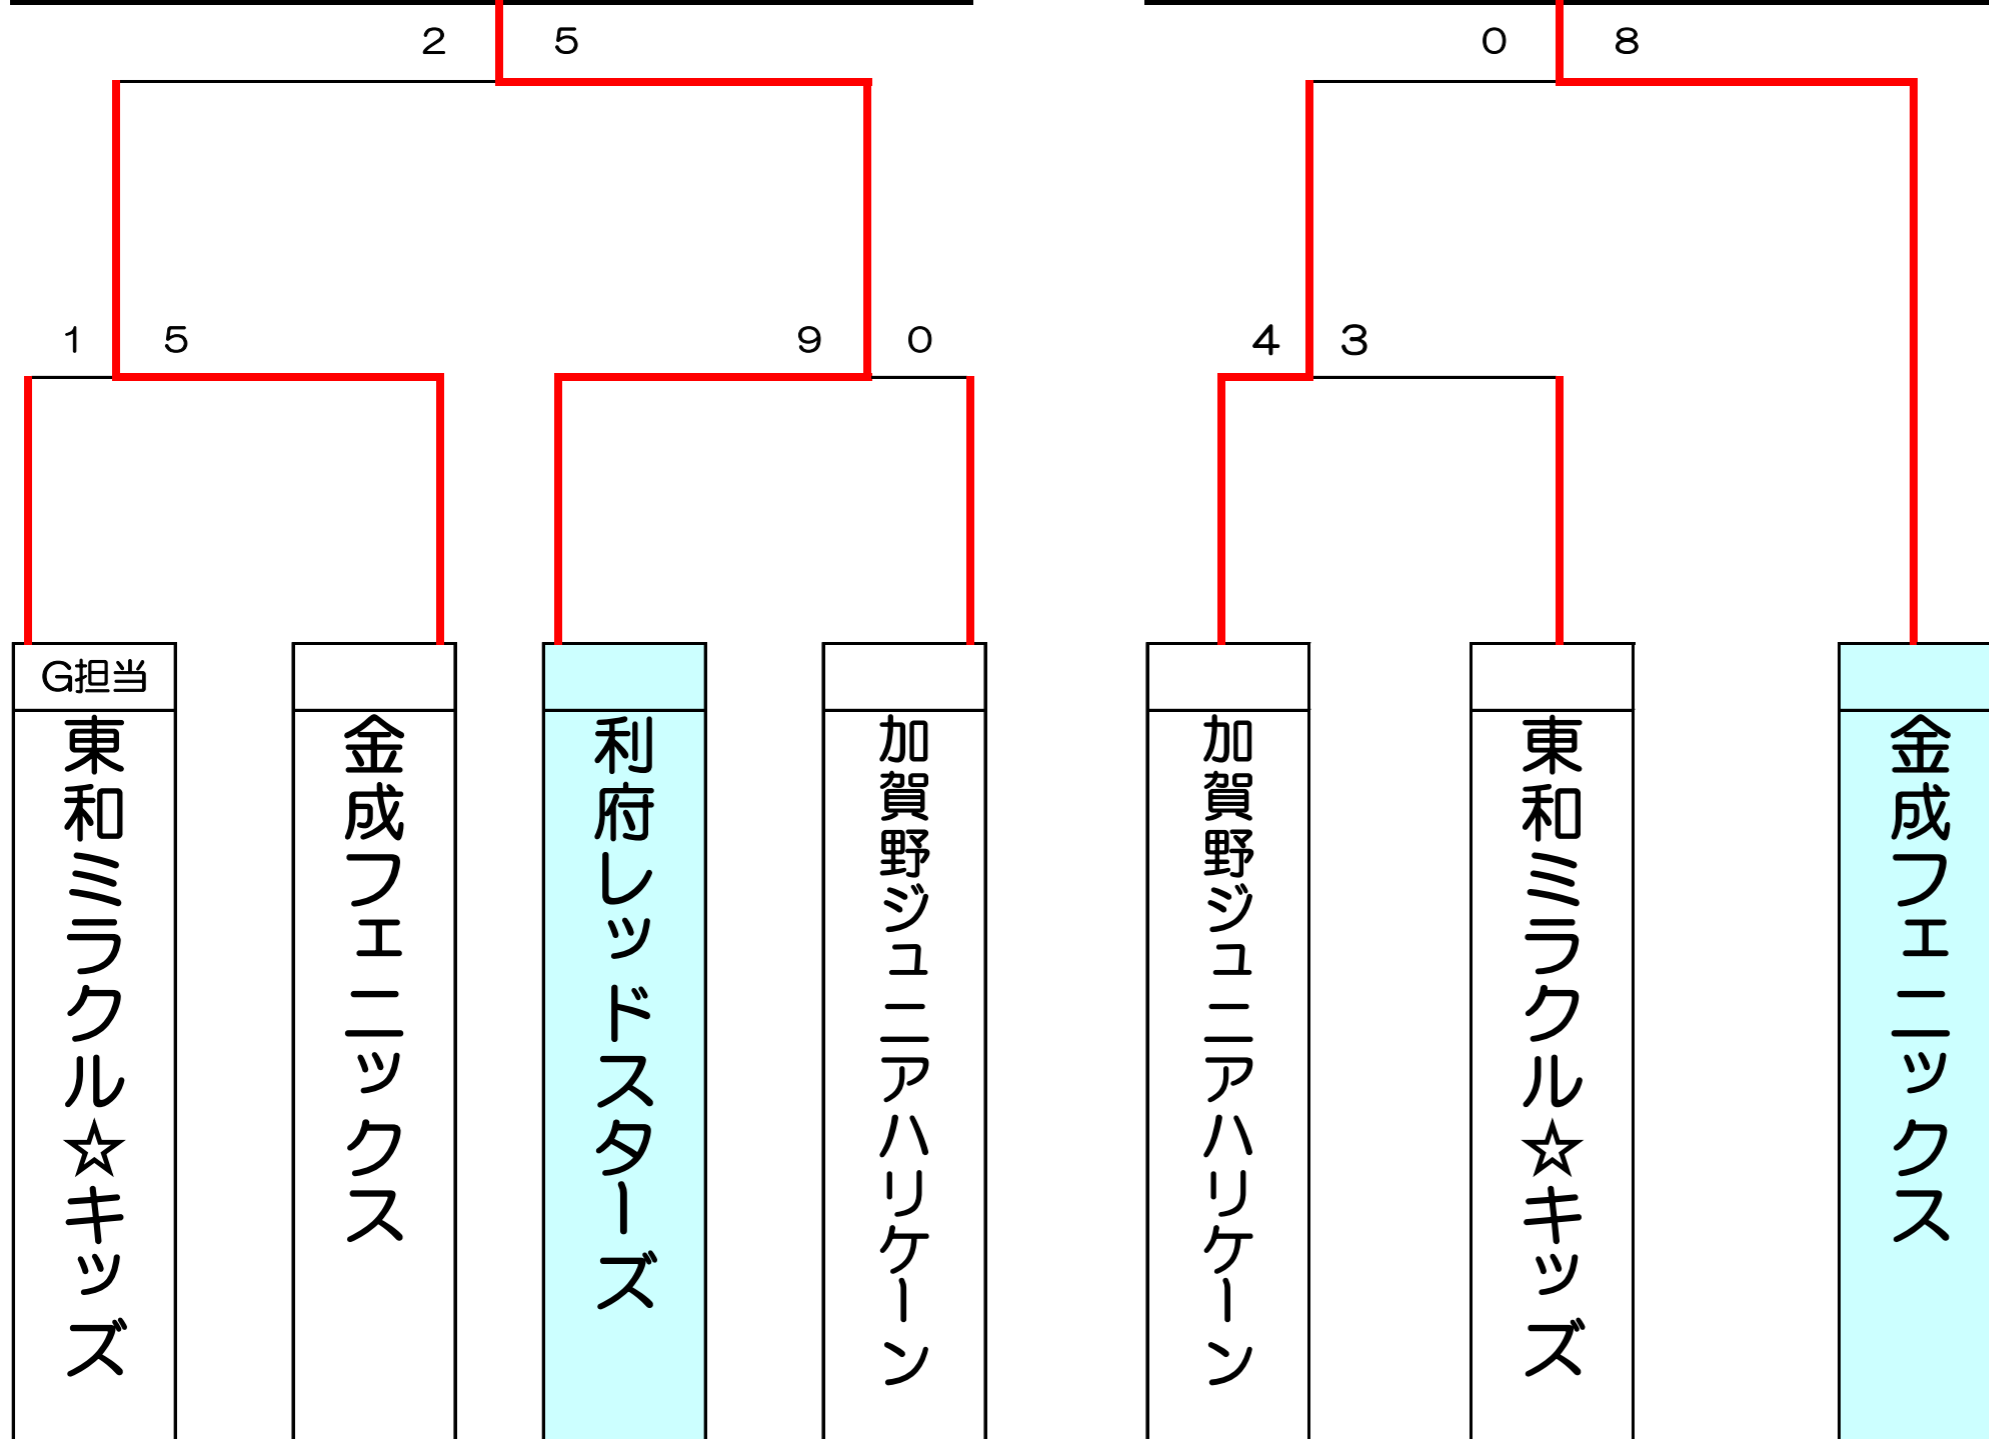 2 5
0 8
1 5
9 0
4 3
G担当
東和ミラクル☆キッズ
金成フェニックス
利府レッドスターズ
加賀野ジュニアハリケーン
加賀野ジュニアハリケーン
東和ミラクル☆キッズ
金成フェニックス